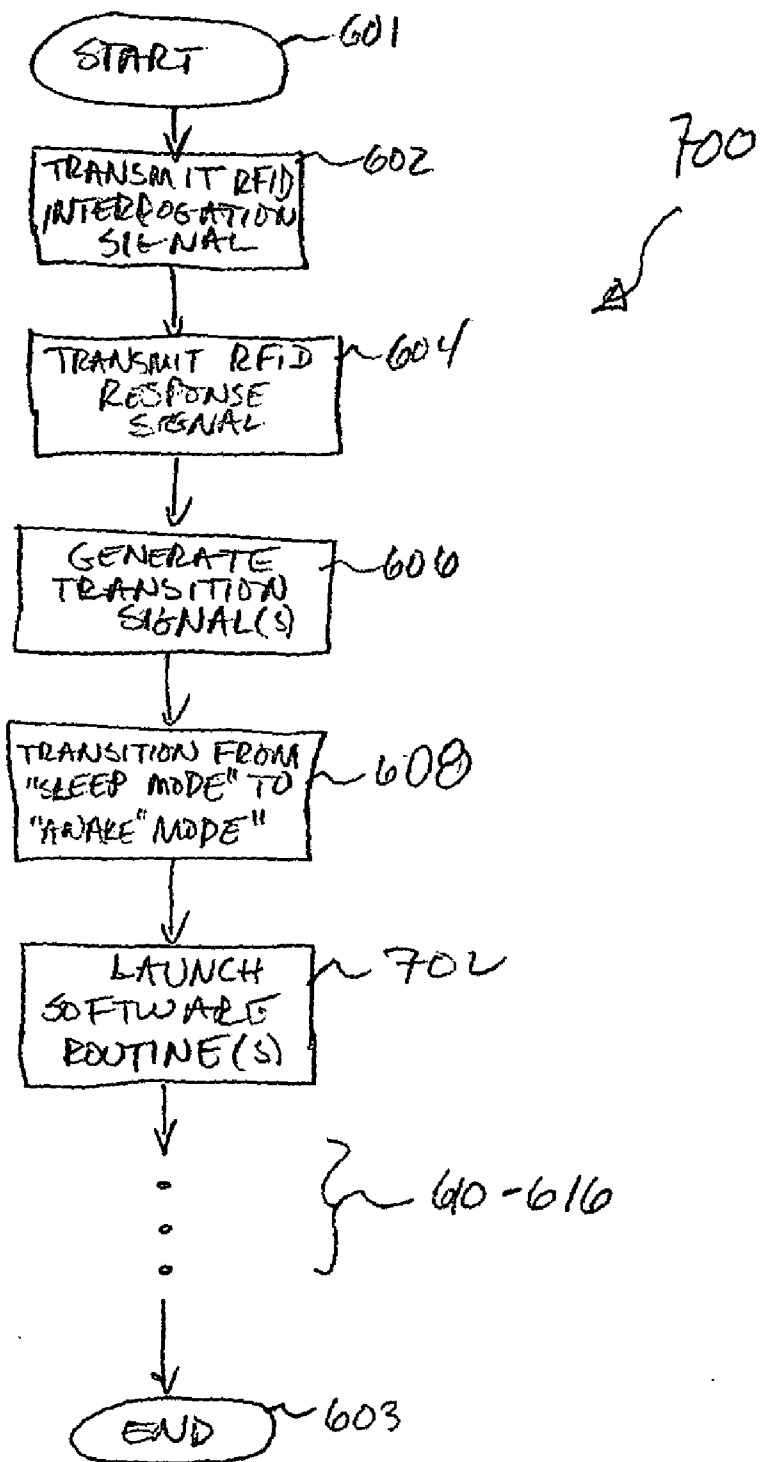 START
601
TRANSMIT RFID
INTERROGATION
SIGNAL
602
700
TRANSMIT RFID
RESPONSE
SIGNAL
604
GENERATE
TRANSITION
SIGNAL(S)
606
TRANSITION FROM
"SLEEP MODE" TO
"AWAKE" MODE"
608
LAUNCH
SOFTWARE
ROUTINE(S)
702
610-616
END
603